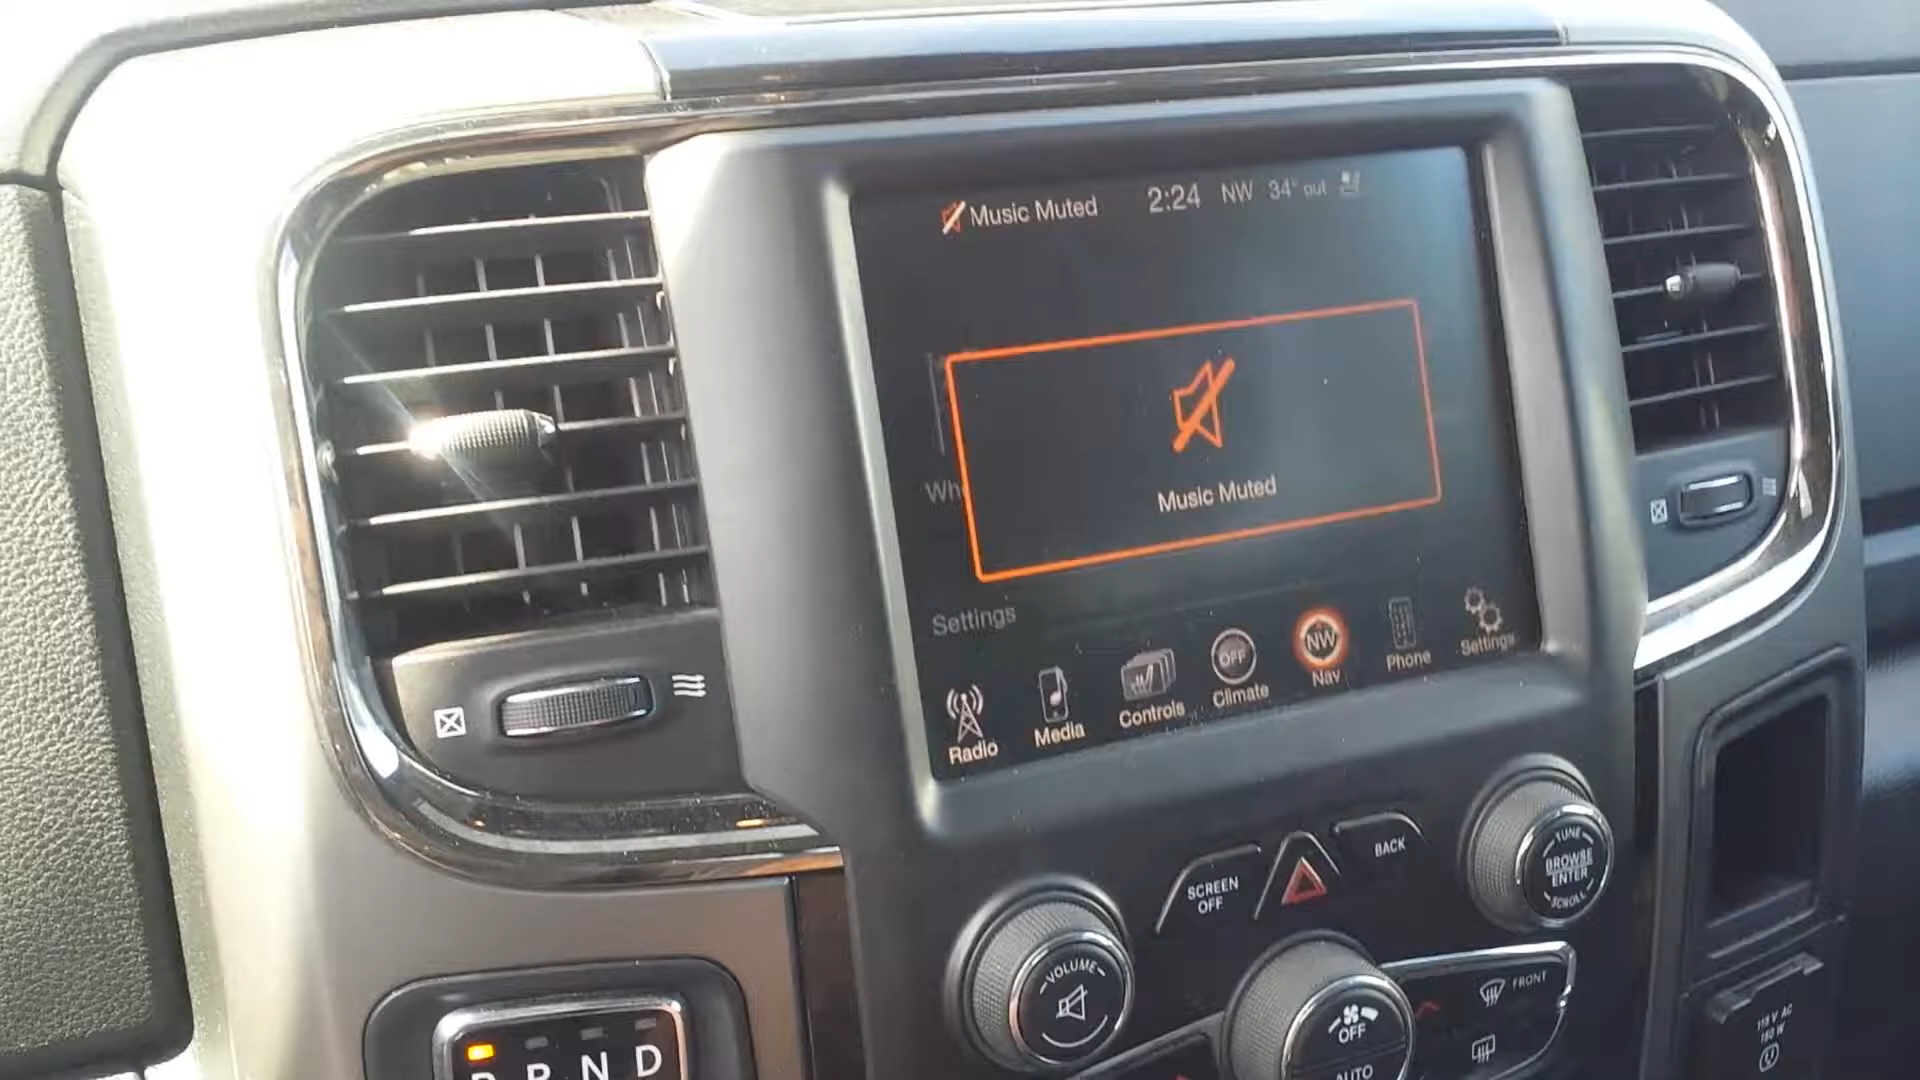 Music Muted 2:24 NW 34° out
Music Muted
Settings
Radio Media Controls OFF Climate NW Nav Phone Settings
SCREEN OFF
BACK
TUNE
BROWSE
ENTER
SCROLL
VOLUME
OFF
AUTO
FRONT
115 V AC
150 W
R N D